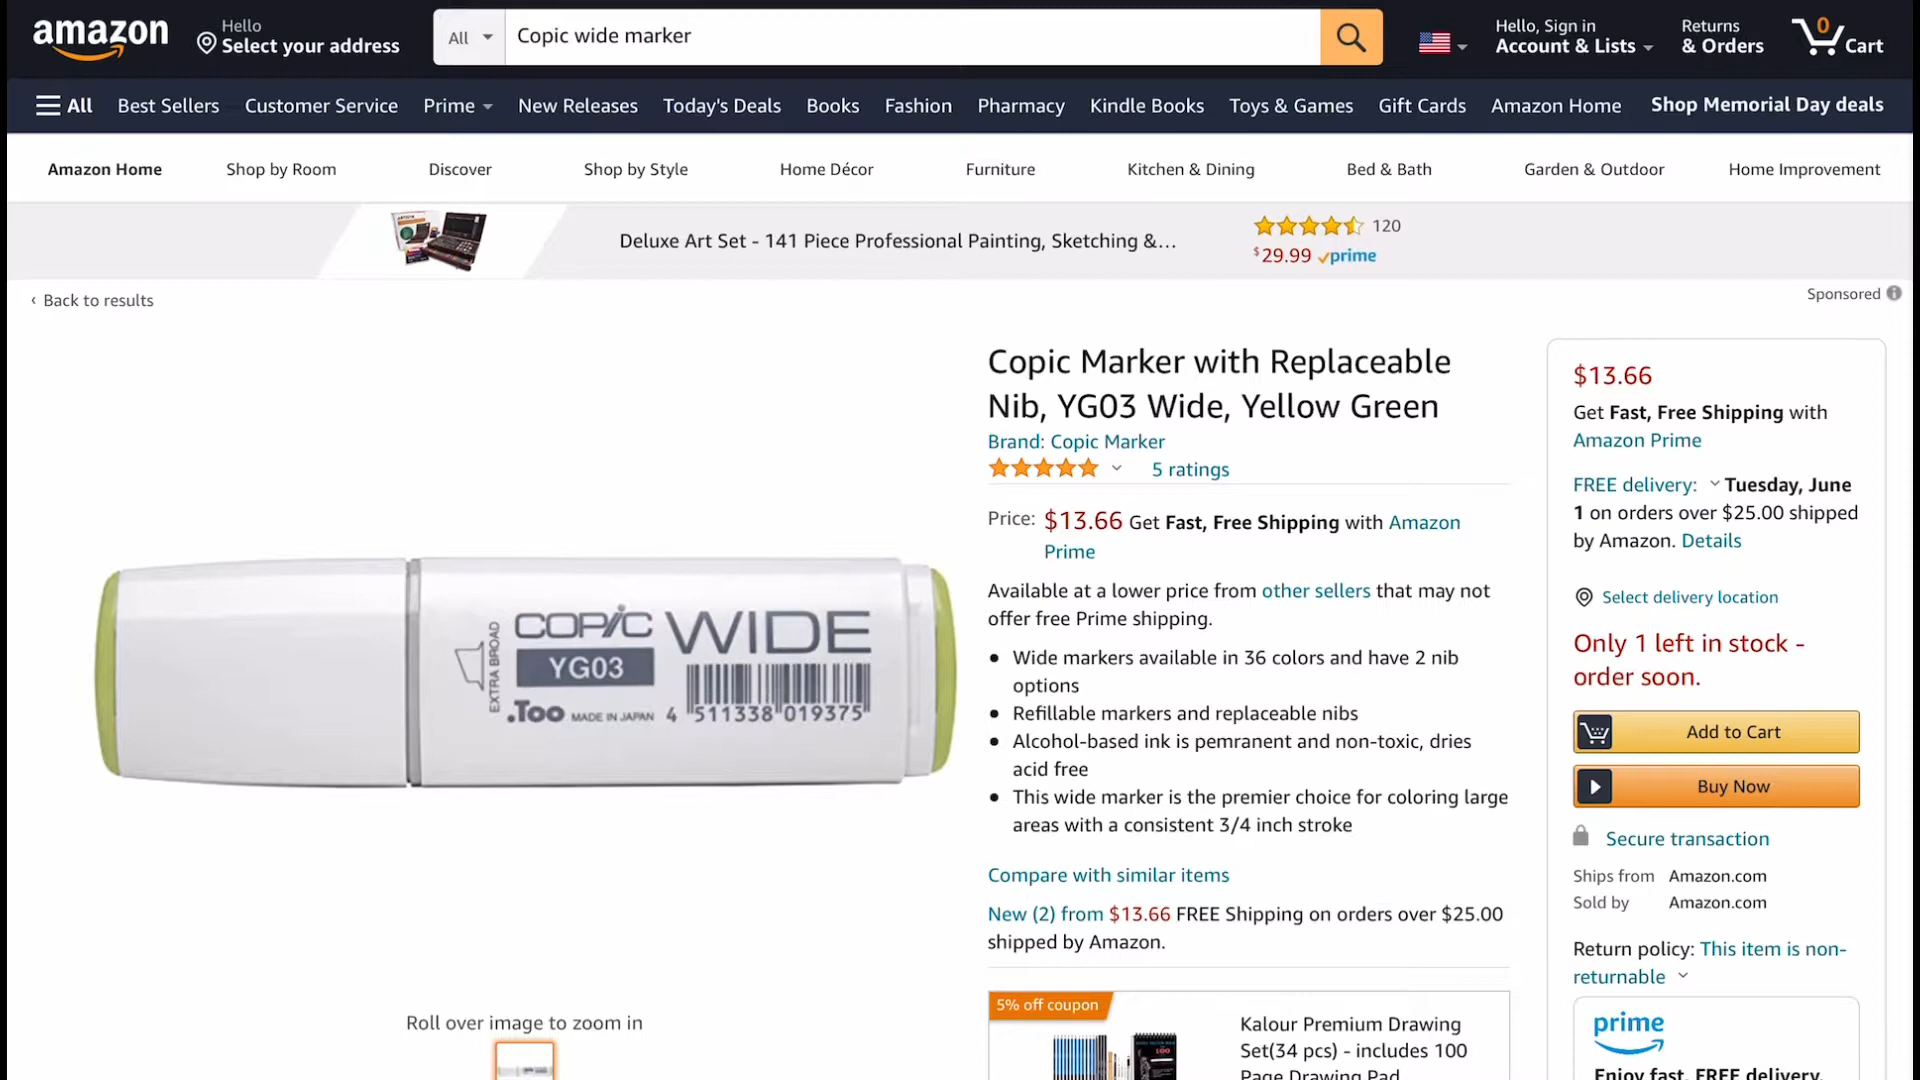 amazon
Hello
Select your address
All
Copic wide marker
Hello, Sign in
Account & Lists
Returns
& Orders
0
Cart
All
Best Sellers
Customer Service
Prime
New Releases
Today's Deals
Books
Fashion
Pharmacy
Kindle Books
Toys & Games
Gift Cards
Amazon Home
Shop Memorial Day deals
Amazon Home
Shop by Room
Discover
Shop by Style
Home Décor
Furniture
Kitchen & Dining
Bed & Bath
Garden & Outdoor
Home Improvement
Deluxe Art Set - 141 Piece Professional Painting, Sketching &...
120
$29.99 prime
‹ Back to results
Sponsored
Copic Marker with Replaceable
Nib, YG03 Wide, Yellow Green
Brand: Copic Marker
5 ratings
Price: $13.66 Get Fast, Free Shipping with Amazon
Prime
Available at a lower price from other sellers that may not
offer free Prime shipping.
Wide markers available in 36 colors and have 2 nib
options
Refillable markers and replaceable nibs
Alcohol-based ink is pemranent and non-toxic, dries
acid free
This wide marker is the premier choice for coloring large
areas with a consistent 3/4 inch stroke
Compare with similar items
New (2) from $13.66 FREE Shipping on orders over $25.00
shipped by Amazon.
5% off coupon
Kalour Premium Drawing
Set(34 pcs) - includes 100
Page Drawing Pad
EXTRA BROAD
COPIC WIDE
YG03
.Too MADE IN JAPAN 4 511338 019375
Roll over image to zoom in
$13.66
Get Fast, Free Shipping with
Amazon Prime
FREE delivery: Tuesday, June
1 on orders over $25.00 shipped
by Amazon. Details
Select delivery location
Only 1 left in stock -
order soon.
Add to Cart
Buy Now
Secure transaction
Ships from Amazon.com
Sold by Amazon.com
Return policy: This item is non-
returnable
prime
Enjoy fast, FREE delivery,